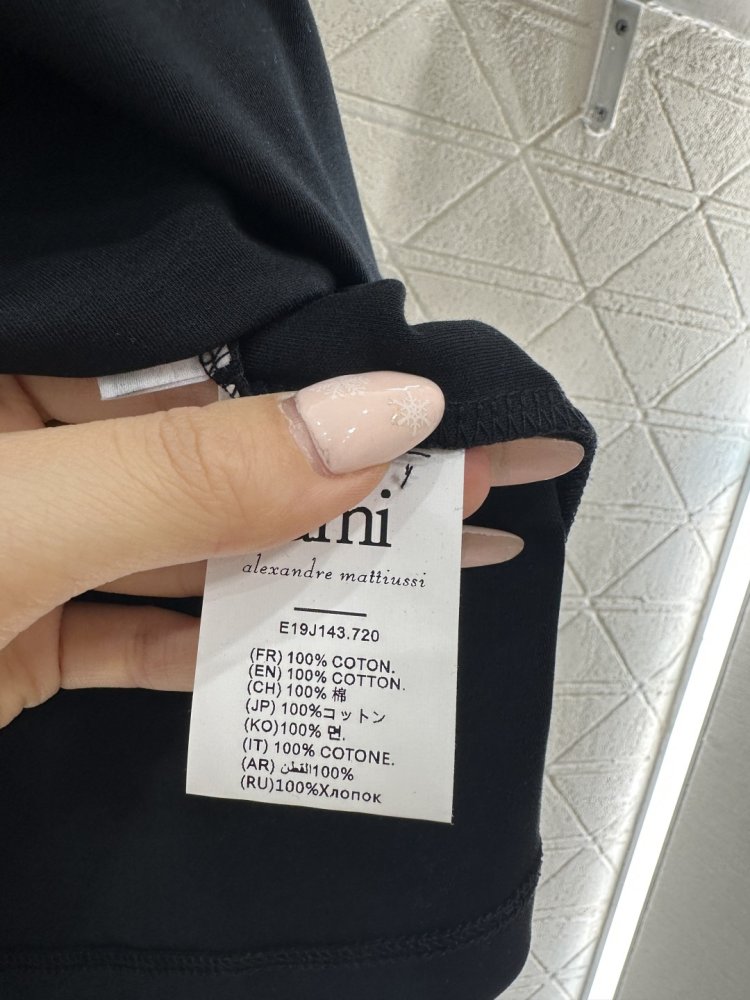 ami
alexandre mattiussi
E19J143.720
(FR) 100% COTON.
(EN) 100% COTTON.
(CH) 100% 棉
(JP) 100%コットン
(KO)100% 면.
(IT) 100% COTONE.
(AR) القطن100%
(RU)100%Хлопок